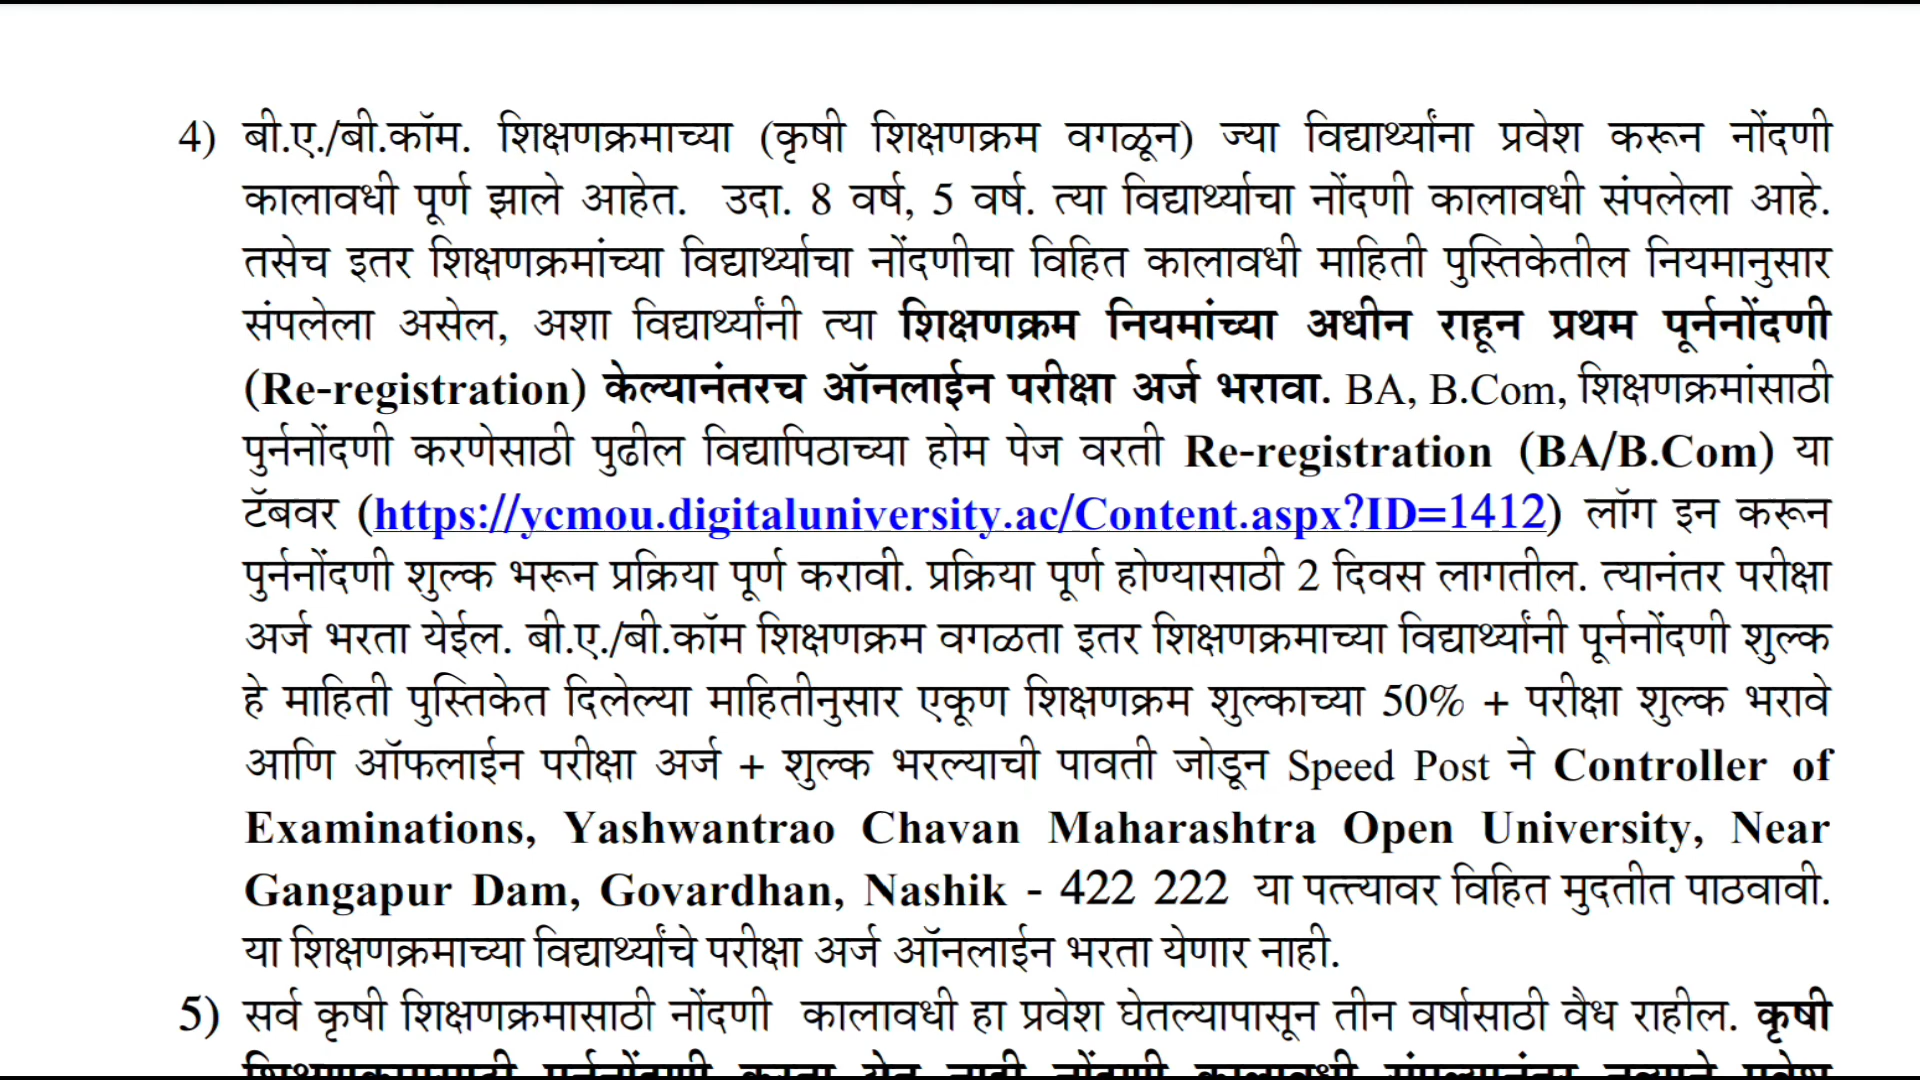 4) बी.ए./बी.कॉम. शिक्षणक्रमाच्या (कृषी शिक्षणक्रम वगळून) ज्या विद्यार्थ्यांना प्रवेश करून नोंदणी
कालावधी पूर्ण झाले आहेत. उदा. 8 वर्ष, 5 वर्ष. त्या विद्यार्थ्याचा नोंदणी कालावधी संपलेला आहे.
तसेच इतर शिक्षणक्रमांच्या विद्यार्थ्याचा नोंदणीचा विहित कालावधी माहिती पुस्तिकेतील नियमानुसार
संपलेला असेल, अशा विद्यार्थ्यांनी त्या शिक्षणक्रम नियमांच्या अधीन राहून प्रथम पूर्ननोंदणी
(Re-registration) केल्यानंतरच ऑनलाईन परीक्षा अर्ज भरावा. BA, B.Com, शिक्षणक्रमांसाठी
पुर्ननोंदणी करणेसाठी पुढील विद्यापिठाच्या होम पेज वरती Re-registration (BA/B.Com) या
टॅबवर (https://ycmou.digitaluniversity.ac/Content.aspx?ID=1412) लॉग इन करून
पुर्ननोंदणी शुल्क भरून प्रक्रिया पूर्ण करावी. प्रक्रिया पूर्ण होण्यासाठी 2 दिवस लागतील. त्यानंतर परीक्षा
अर्ज भरता येईल. बी.ए./बी.कॉम शिक्षणक्रम वगळता इतर शिक्षणक्रमाच्या विद्यार्थ्यांनी पूर्ननोंदणी शुल्क
हे माहिती पुस्तिकेत दिलेल्या माहितीनुसार एकूण शिक्षणक्रम शुल्काच्या 50% + परीक्षा शुल्क भरावे
आणि ऑफलाईन परीक्षा अर्ज + शुल्क भरल्याची पावती जोडून Speed Post ने Controller of
Examinations, Yashwantrao Chavan Maharashtra Open University, Near
Gangapur Dam, Govardhan, Nashik - 422 222 या पत्त्यावर विहित मुदतीत पाठवावी.
या शिक्षणक्रमाच्या विद्यार्थ्यांचे परीक्षा अर्ज ऑनलाईन भरता येणार नाही.
5) सर्व कृषी शिक्षणक्रमासाठी नोंदणी कालावधी हा प्रवेश घेतल्यापासून तीन वर्षासाठी वैध राहील. कृषी